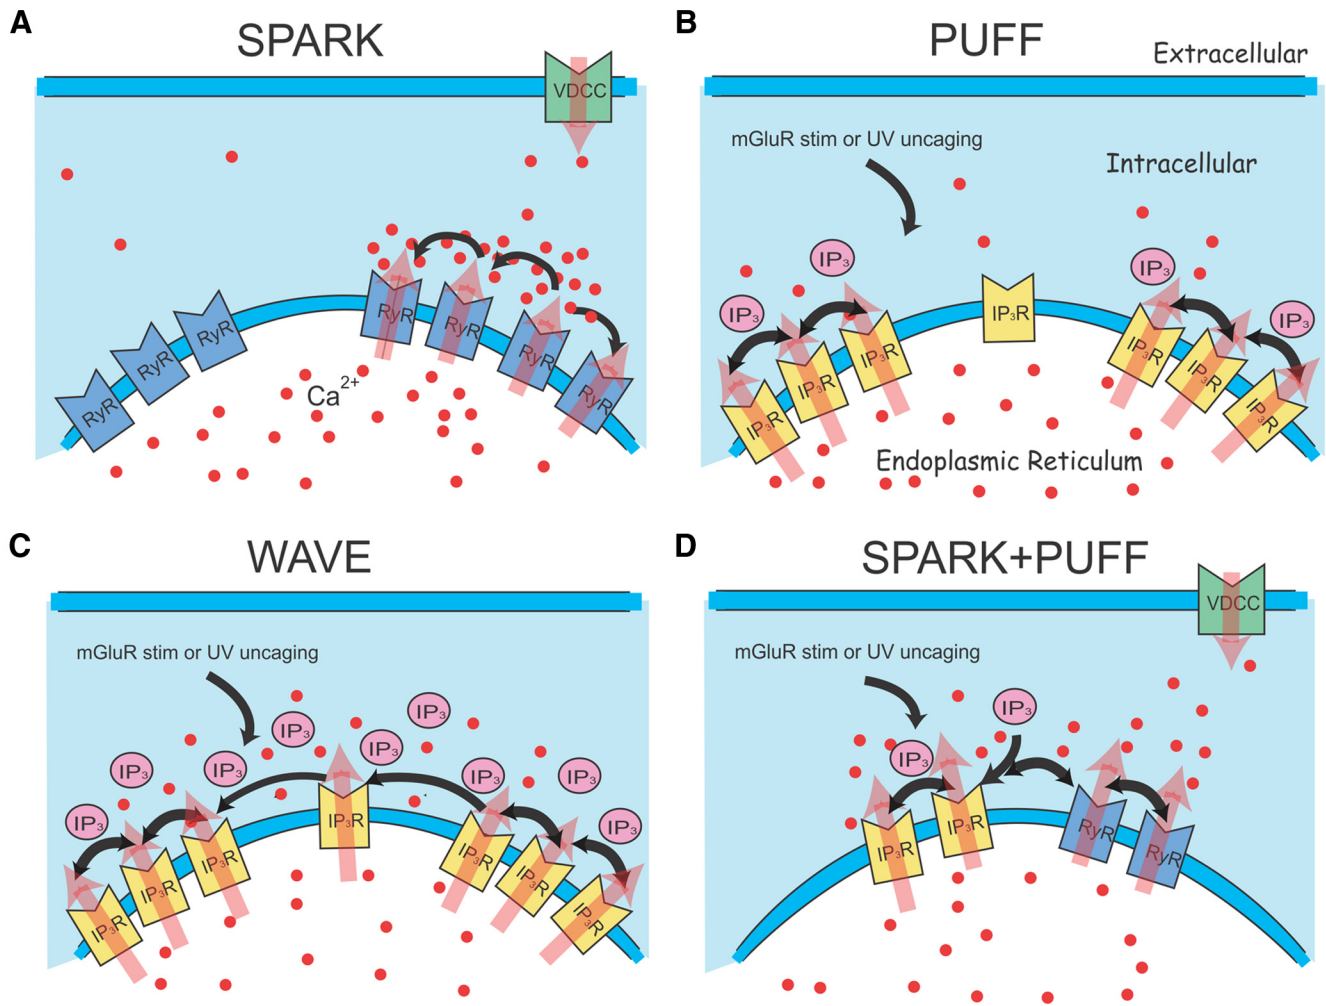 A
SPARK
VDCC
RyR
RyR
RyR
RyR
RyR
RyR
RyR
Ca2+
B
PUFF
Extracellular
mGluR stim or UV uncaging
Intracellular
IP3
IP3
IP3
IP3
IP3R
IP3R
IP3R
IP3R
IP3R
IP3R
IP3R
Endoplasmic Reticulum
C
WAVE
mGluR stim or UV uncaging
IP3
IP3
IP3
IP3
IP3
IP3
IP3
IP3
IP3
IP3R
IP3R
IP3R
IP3R
IP3R
IP3R
IP3R
D
SPARK+PUFF
VDCC
mGluR stim or UV uncaging
IP3
IP3
IP3R
IP3R
RyR
RyR